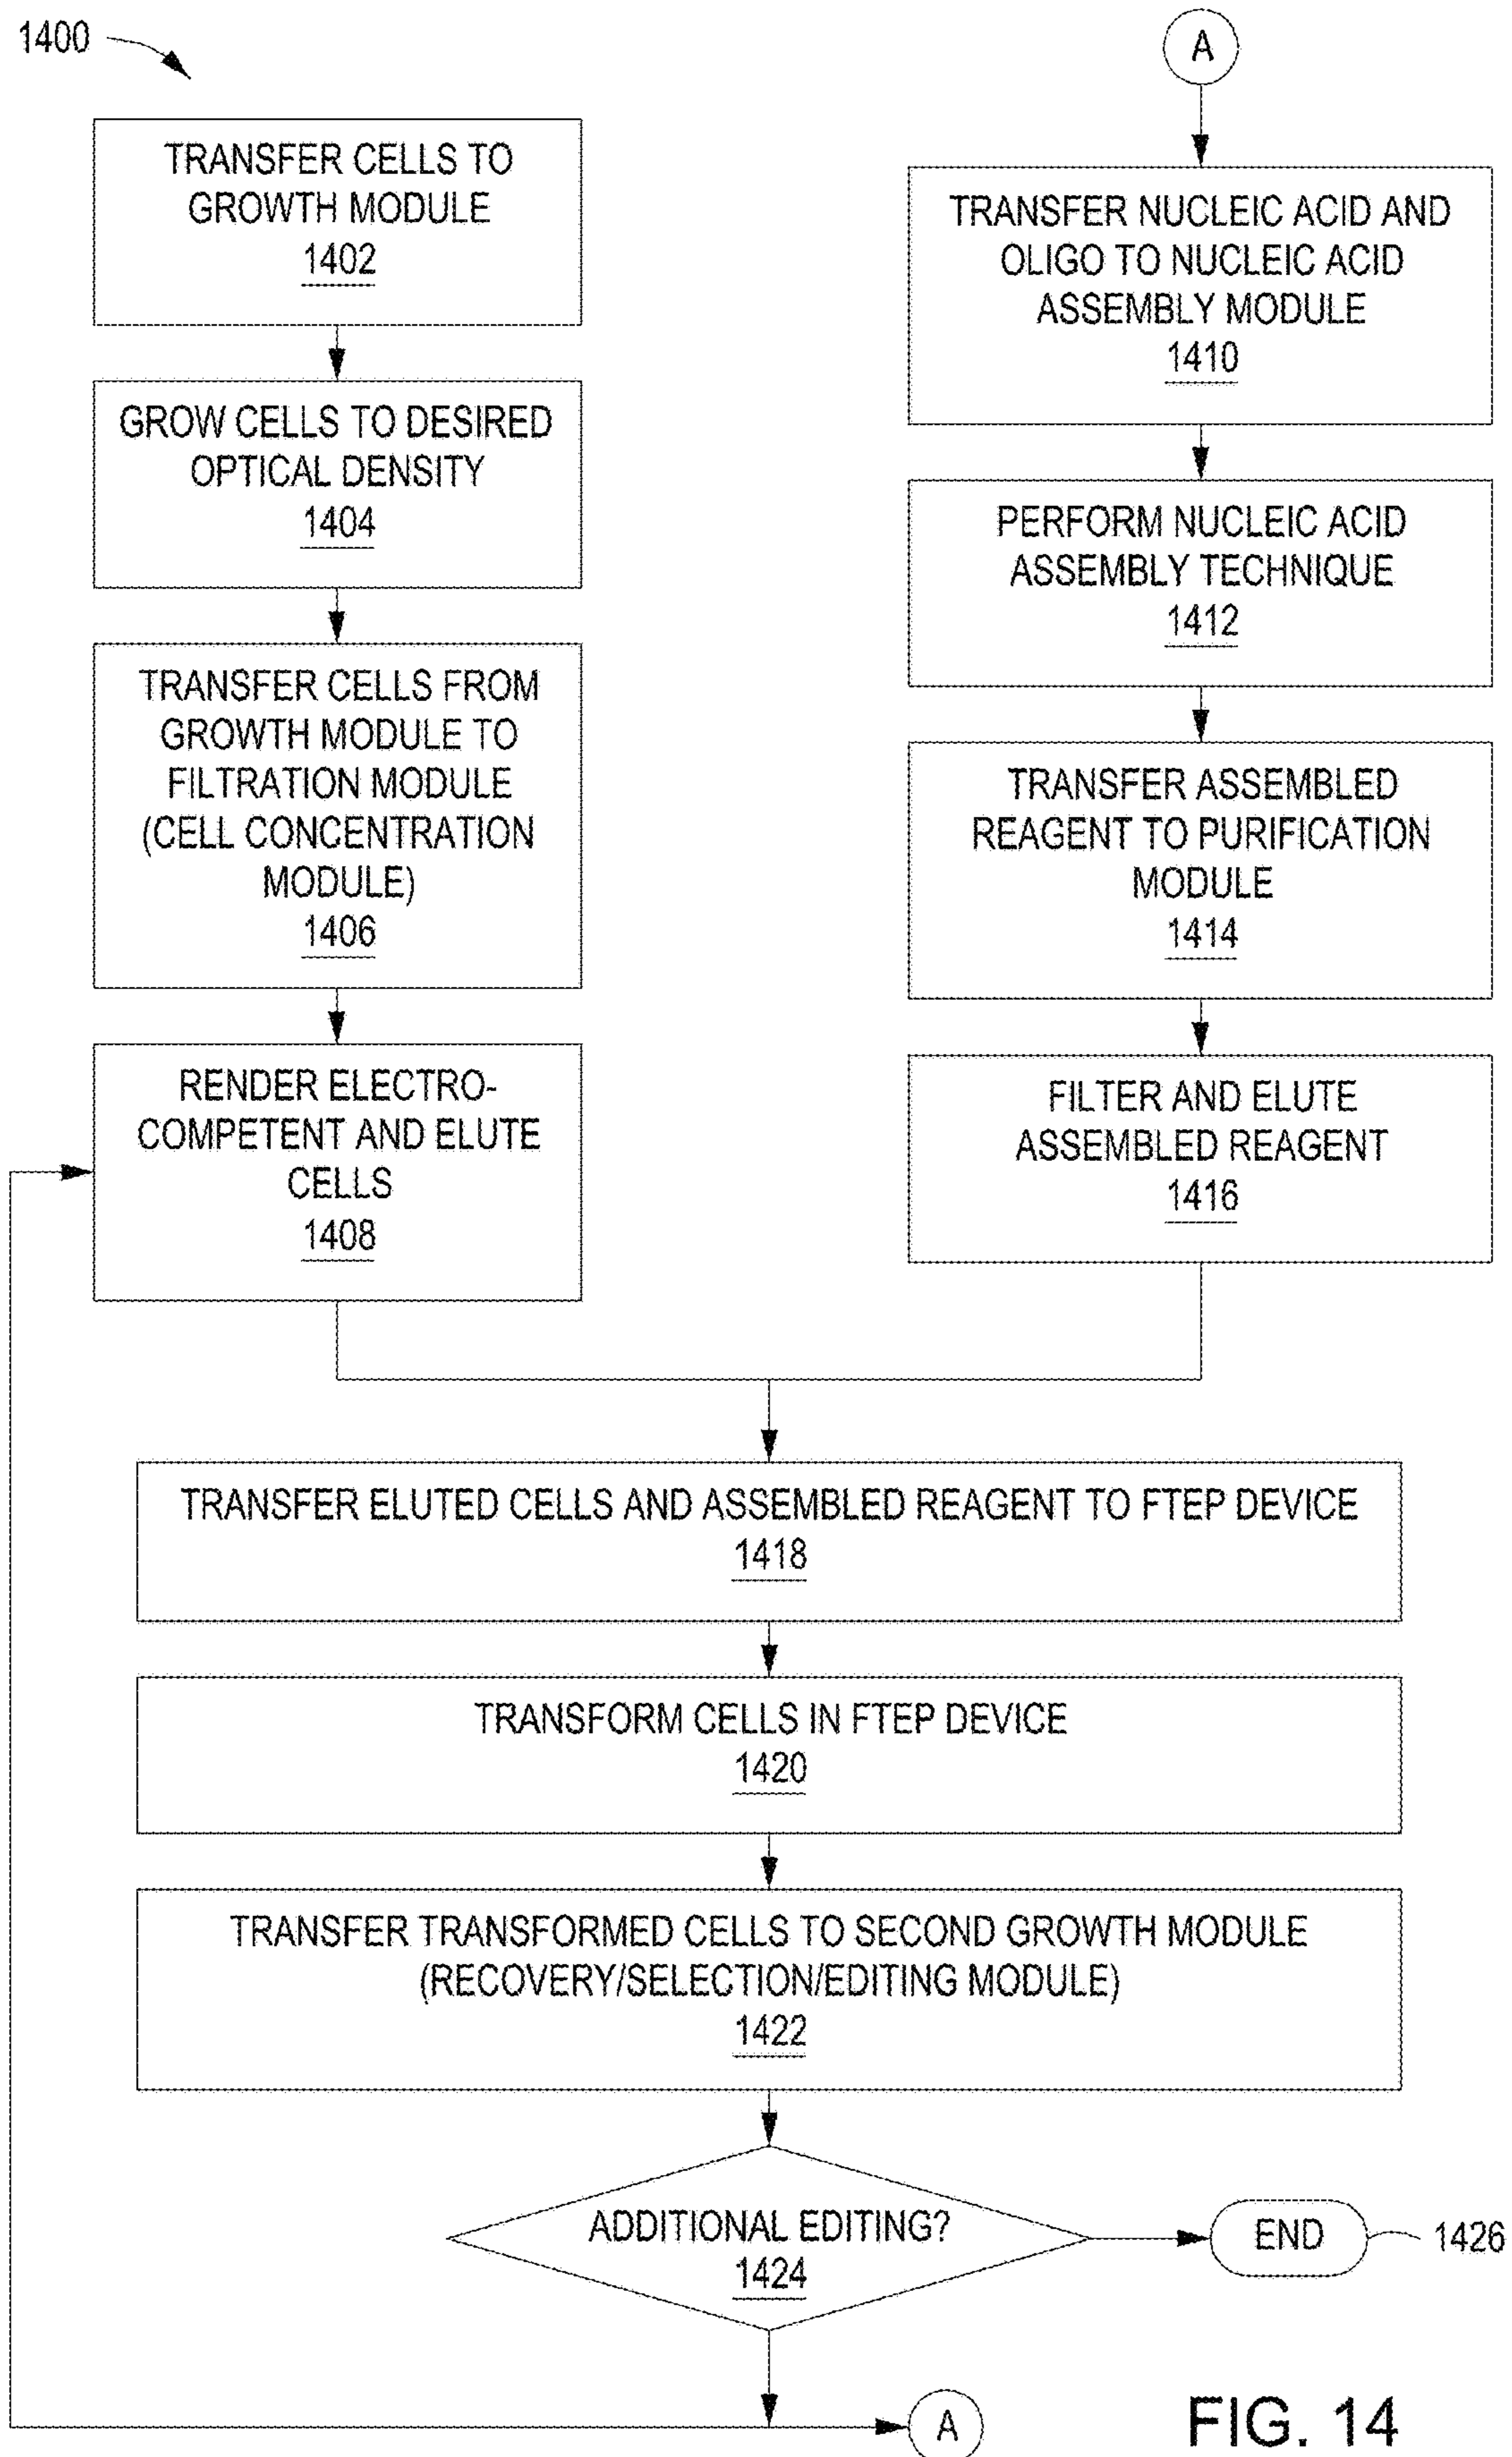 1400
TRANSFER CELLS TO
GROWTH MODULE
1402
GROW CELLS TO DESIRED
OPTICAL DENSITY
1404
TRANSFER CELLS FROM
GROWTH MODULE TO
FILTRATION MODULE
(CELL CONCENTRATION
MODULE)
1406
RENDER ELECTRO-
COMPETENT AND ELUTE
CELLS
1408
A
TRANSFER NUCLEIC ACID AND
OLIGO TO NUCLEIC ACID
ASSEMBLY MODULE
1410
PERFORM NUCLEIC ACID
ASSEMBLY TECHNIQUE
1412
TRANSFER ASSEMBLED
REAGENT TO PURIFICATION
MODULE
1414
FILTER AND ELUTE
ASSEMBLED REAGENT
1416
TRANSFER ELUTED CELLS AND ASSEMBLED REAGENT TO FTEP DEVICE
1418
TRANSFORM CELLS IN FTEP DEVICE
1420
TRANSFER TRANSFORMED CELLS TO SECOND GROWTH MODULE
(RECOVERY/SELECTION/EDITING MODULE)
1422
ADDITIONAL EDITING?
1424
END
1426
A
FIG. 14